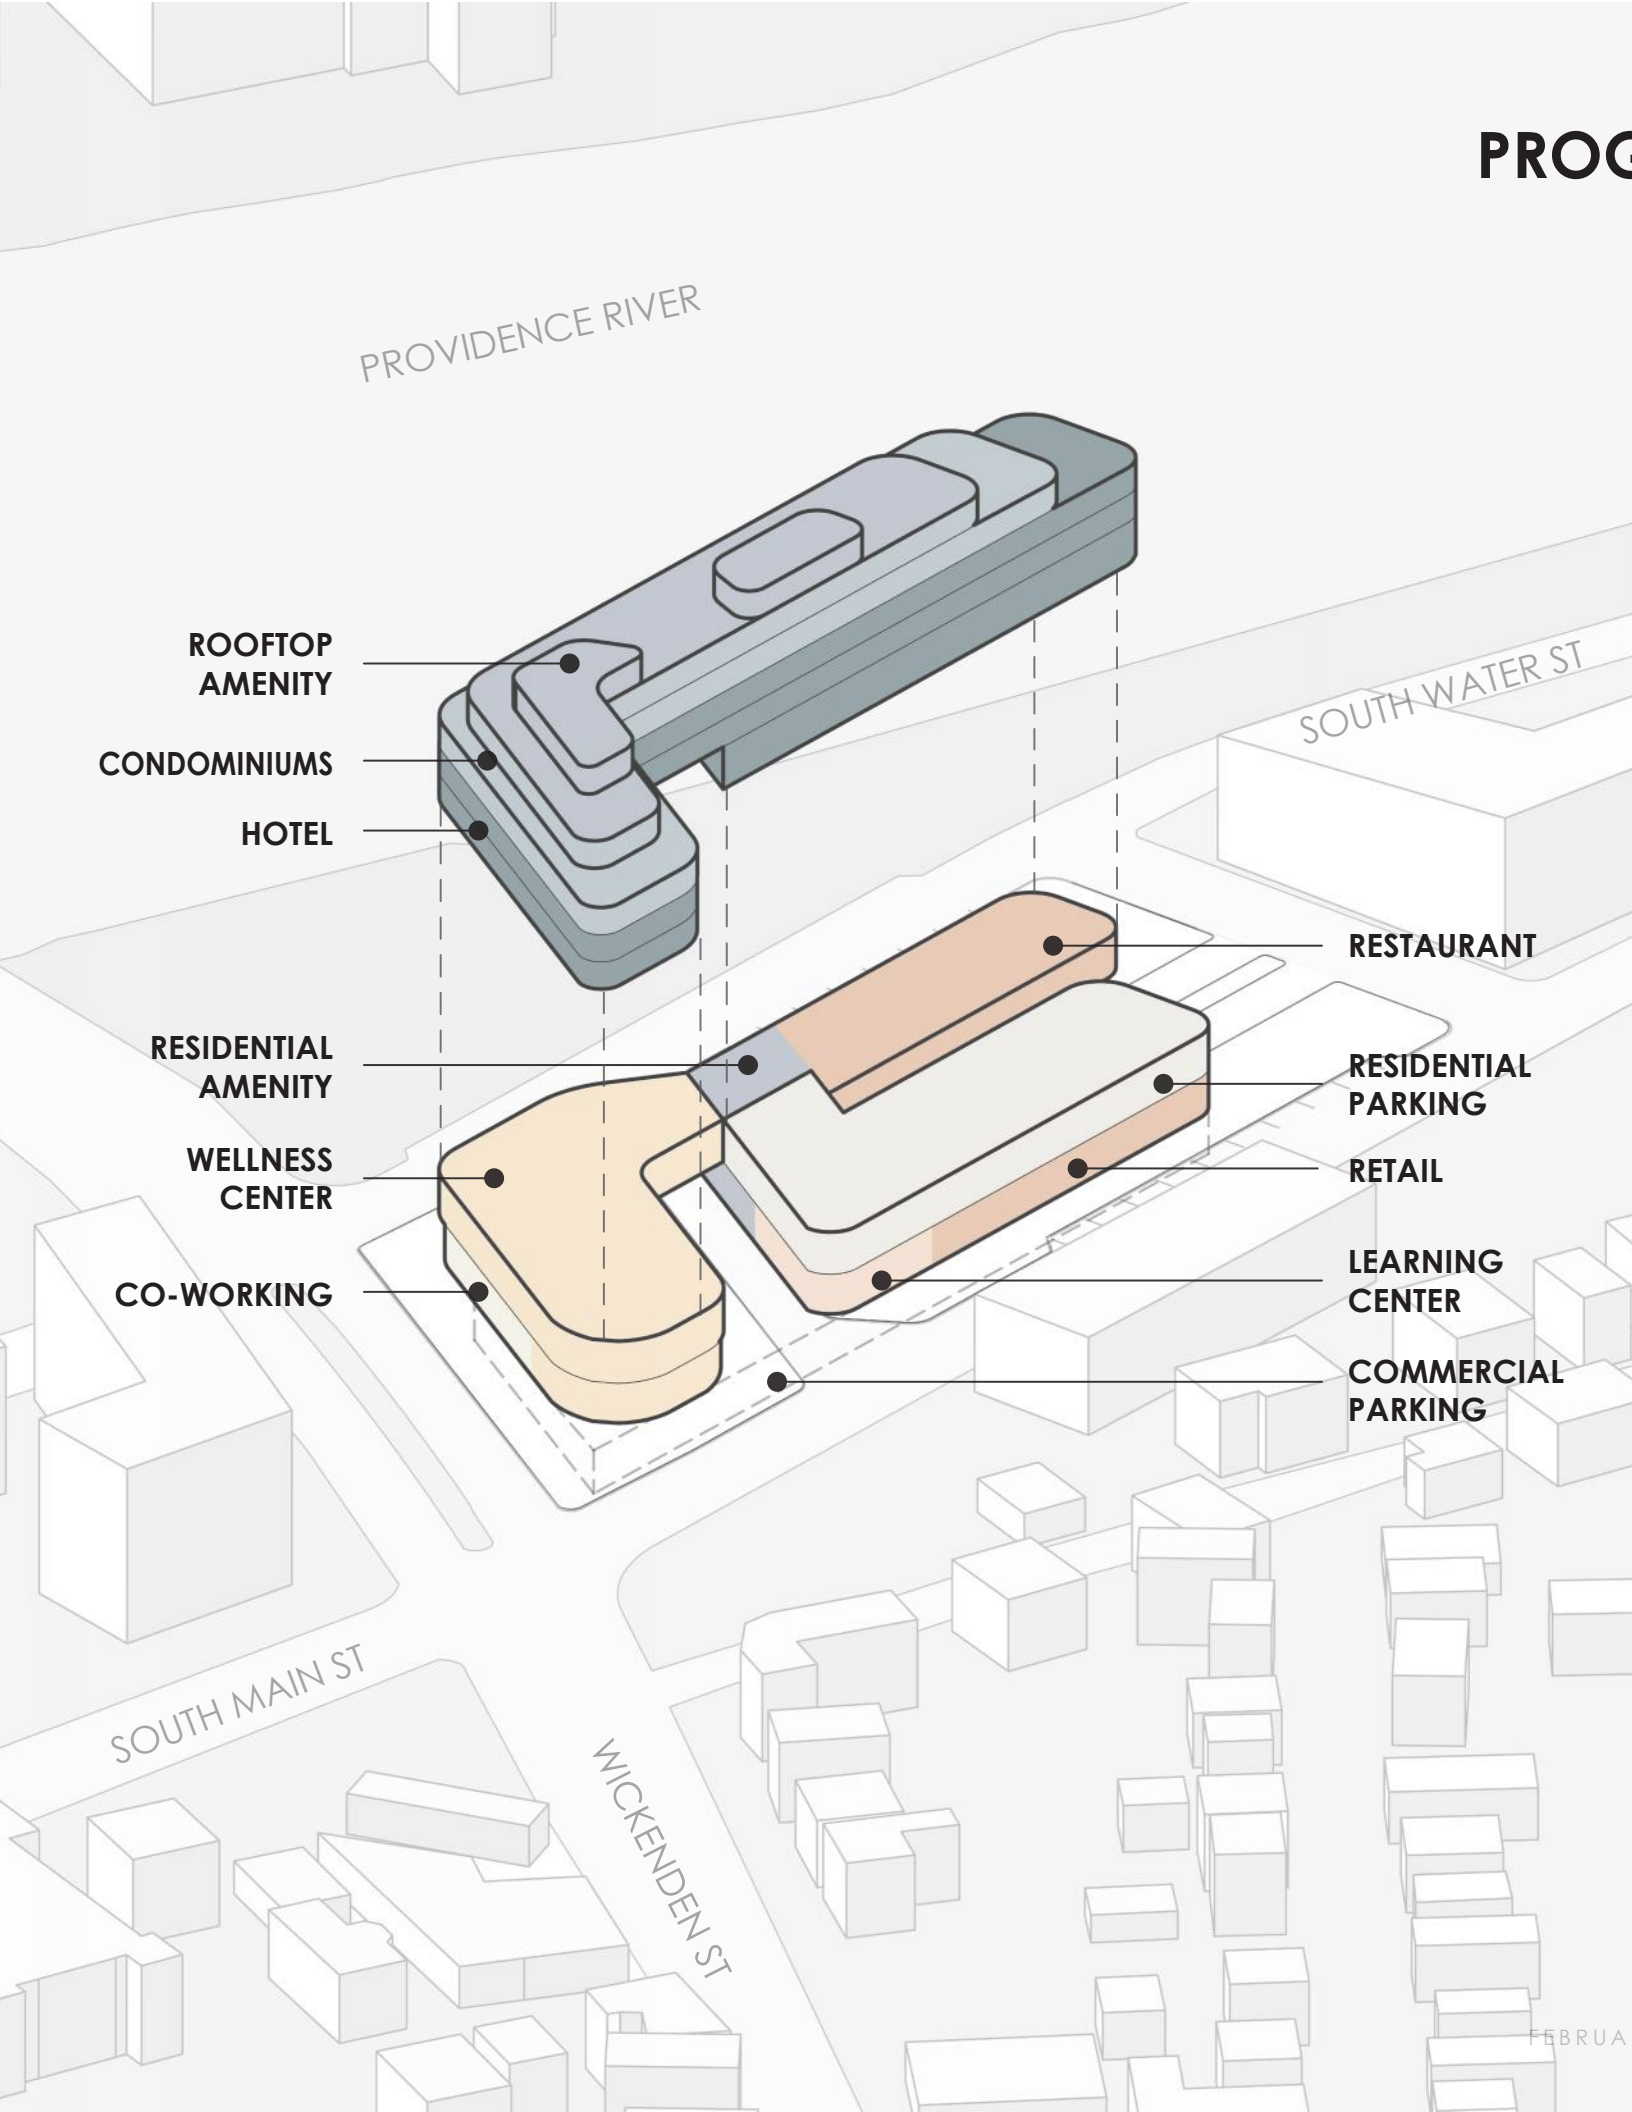 PROG
PROVIDENCE RIVER
ROOFTOP
AMENITY
CONDOMINIUMS
HOTEL
SOUTH WATER ST
RESTAURANT
RESIDENTIAL
AMENITY
RESIDENTIAL
PARKING
WELLNESS
CENTER
RETAIL
CO-WORKING
LEARNING
CENTER
COMMERCIAL
PARKING
SOUTH MAIN ST
WICKENDEN ST
FEBRUA